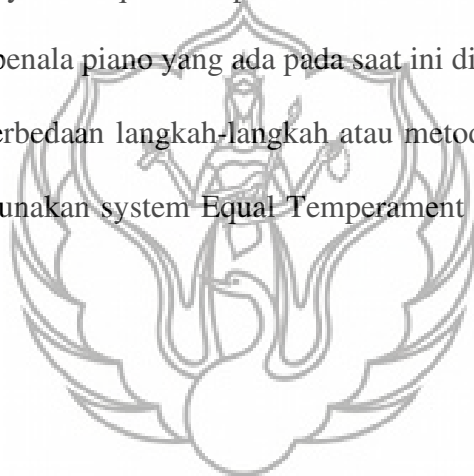 penala piano yang ada pada saat ini di
erbedaan langkah-langkah atau metod
unakan system Equal Temperament